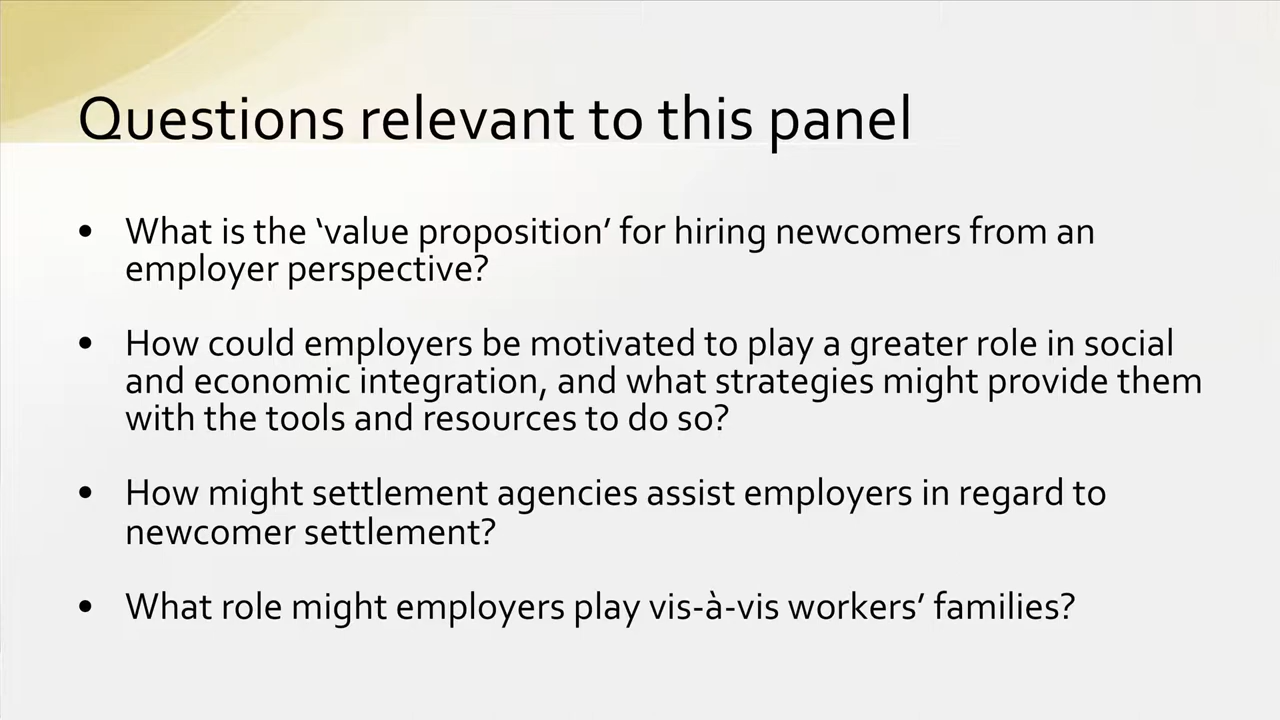 Questions relevant to this panel
• What is the ‘value proposition’ for hiring newcomers from an
employer perspective?
• How could employers be motivated to play a greater role in social
and economic integration, and what strategies might provide them
with the tools and resources to do so?
• How might settlement agencies assist employers in regard to
newcomer settlement?
• What role might employers play vis-à-vis workers’ families?